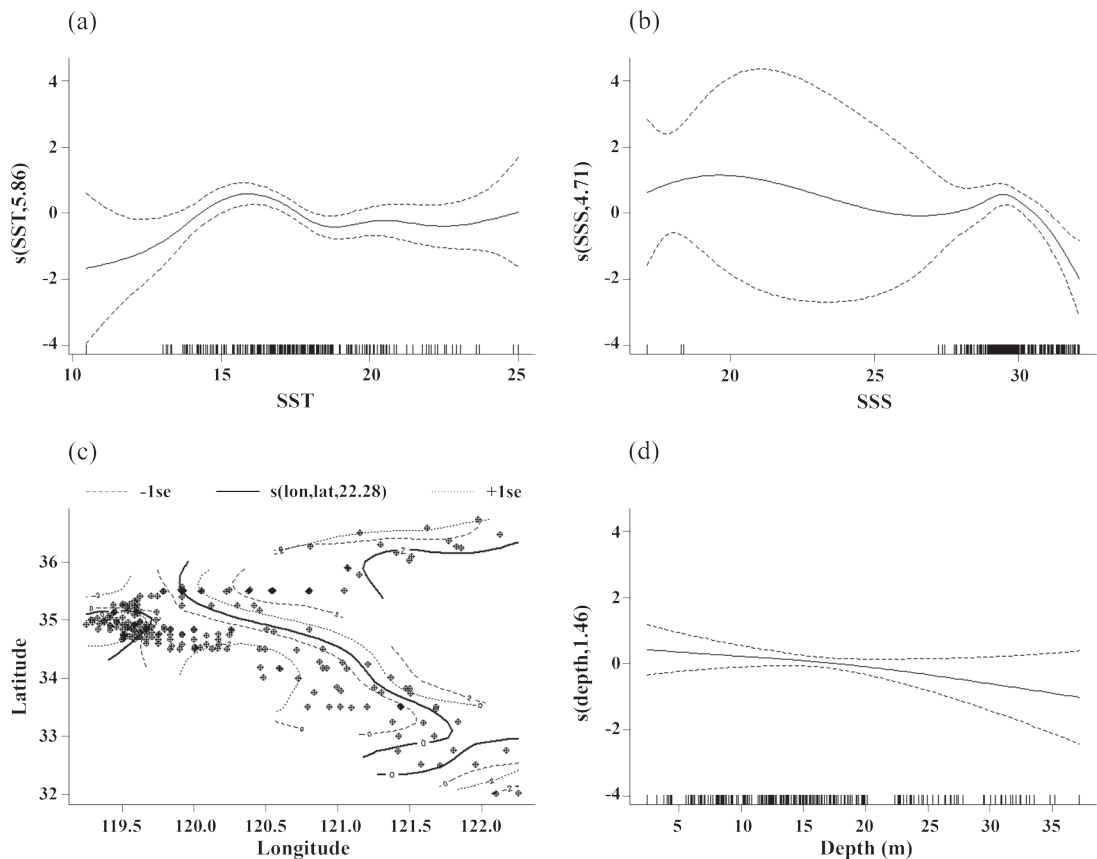 (a)
4
2
0
-2
-4
s(SST,5.86)
10 15 20 25
SST
(b)
4
2
0
-2
-4
s(SSS,4.71)
20 25 30
SSS
(c)
-1se s(lon,lat,22.28) +1se
36
35
34
33
32
Latitude
119.5 120.0 120.5 121.0 121.5 122.0
Longitude
(d)
4
2
0
-2
-4
s(depth,1.46)
5 10 15 20 25 30 35
Depth (m)